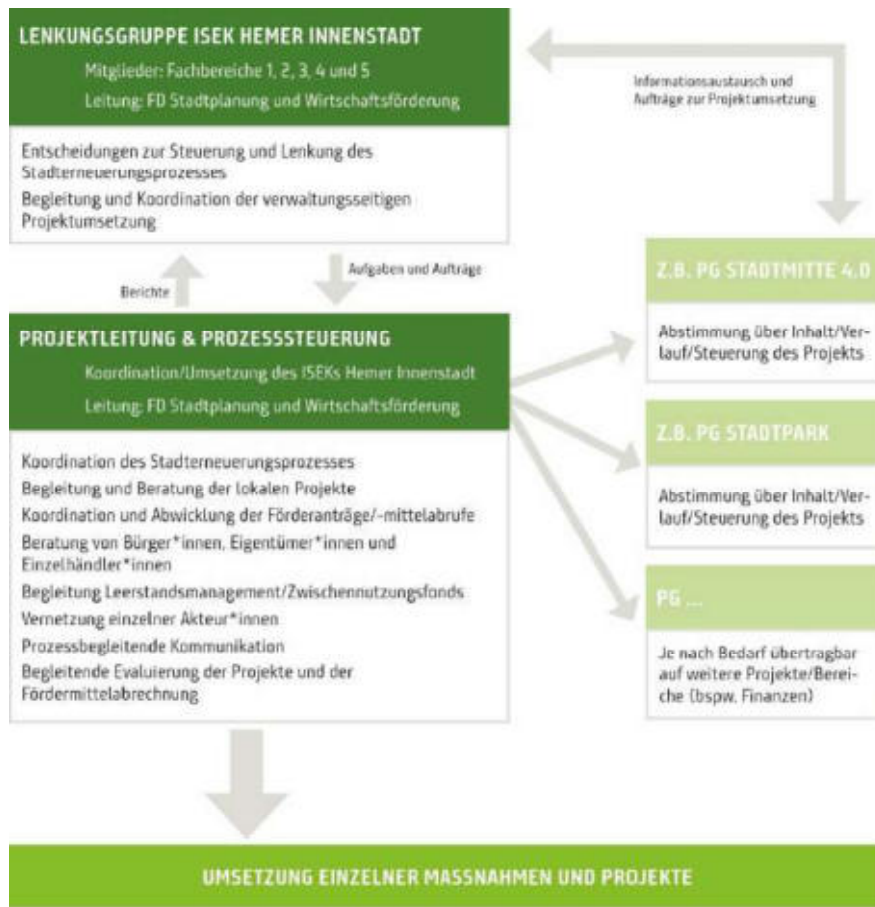 LENKUNGSGRUPPE ISEK HEMER INNENSTADT
Mitglieder: Fachbereiche 1, 2, 3, 4 und 5
Leitung: FD Stadtplanung und Wirtschaftsförderung
Entscheidungen zur Steuerung und Lenkung des
Stadterneuerungsprozesses
Begleitung und Koordination der verwaltungsseitigen
Projektumsetzung
Informationsaustausch und
Aufträge zur Projektumsetzung
Berichte
Aufgaben und Aufträge
PROJEKTLEITUNG & PROZESSSTEUERUNG
Koordination/Umsetzung des ISEKs Hemer Innenstadt
Leitung: FD Stadtplanung und Wirtschaftsförderung
Koordination des Stadterneuerungsprozesses
Begleitung und Beratung der lokalen Projekte
Koordination und Abwicklung der Förderanträge/-mittelabrufe
Beratung von Bürger*innen, Eigentümer*innen und
Einzelhändler*innen
Begleitung Leerstandsmanagement/Zwischennutzungsfonds
Vernetzung einzelner Akteur*innen
Prozessbegleitende Kommunikation
Begleitende Evaluierung der Projekte und der
Fördermittelabrechnung
Z.B. PG STADTMITTE 4.0
Abstimmung über Inhalt/Ver-
lauf/Steuerung des Projekts
Z.B. PG STADTPARK
Abstimmung über Inhalt/Ver-
lauf/Steuerung des Projekts
PG ...
Je nach Bedarf übertragbar
auf weitere Projekte/Berei-
che (bspw. Finanzen)
UMSETZUNG EINZELNER MASSNAHMEN UND PROJEKTE